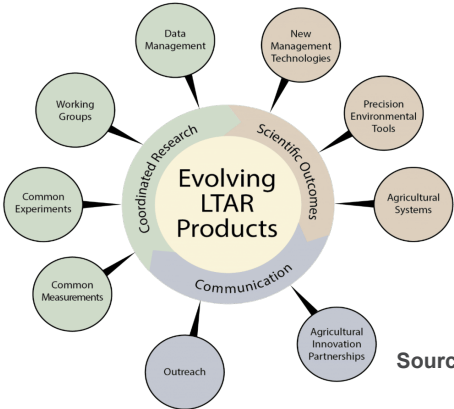 Data
Management
New
Management
Technologies
Working
Groups
Precision
Environmental
Tools
Common
Experiments
Agricultural
Systems
Common
Measurements
Outreach
Agricultural
Innovation
Partnerships
Coordinated Research
Scientific Outcomes
Communication
Evolving
LTAR
Products